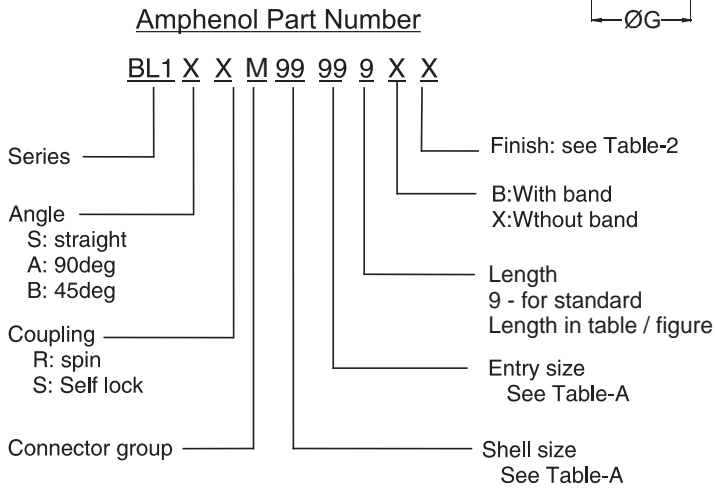 Amphenol Part Number
ØG
BL1 X X M 99 99 9 X X
Series
Angle
S: straight
A: 90deg
B: 45deg
Coupling
R: spin
S: Self lock
Connector group
Finish: see Table-2
B:With band
X:Wthout band
Length
9 - for standard
Length in table / figure
Entry size
See Table-A
Shell size
See Table-A